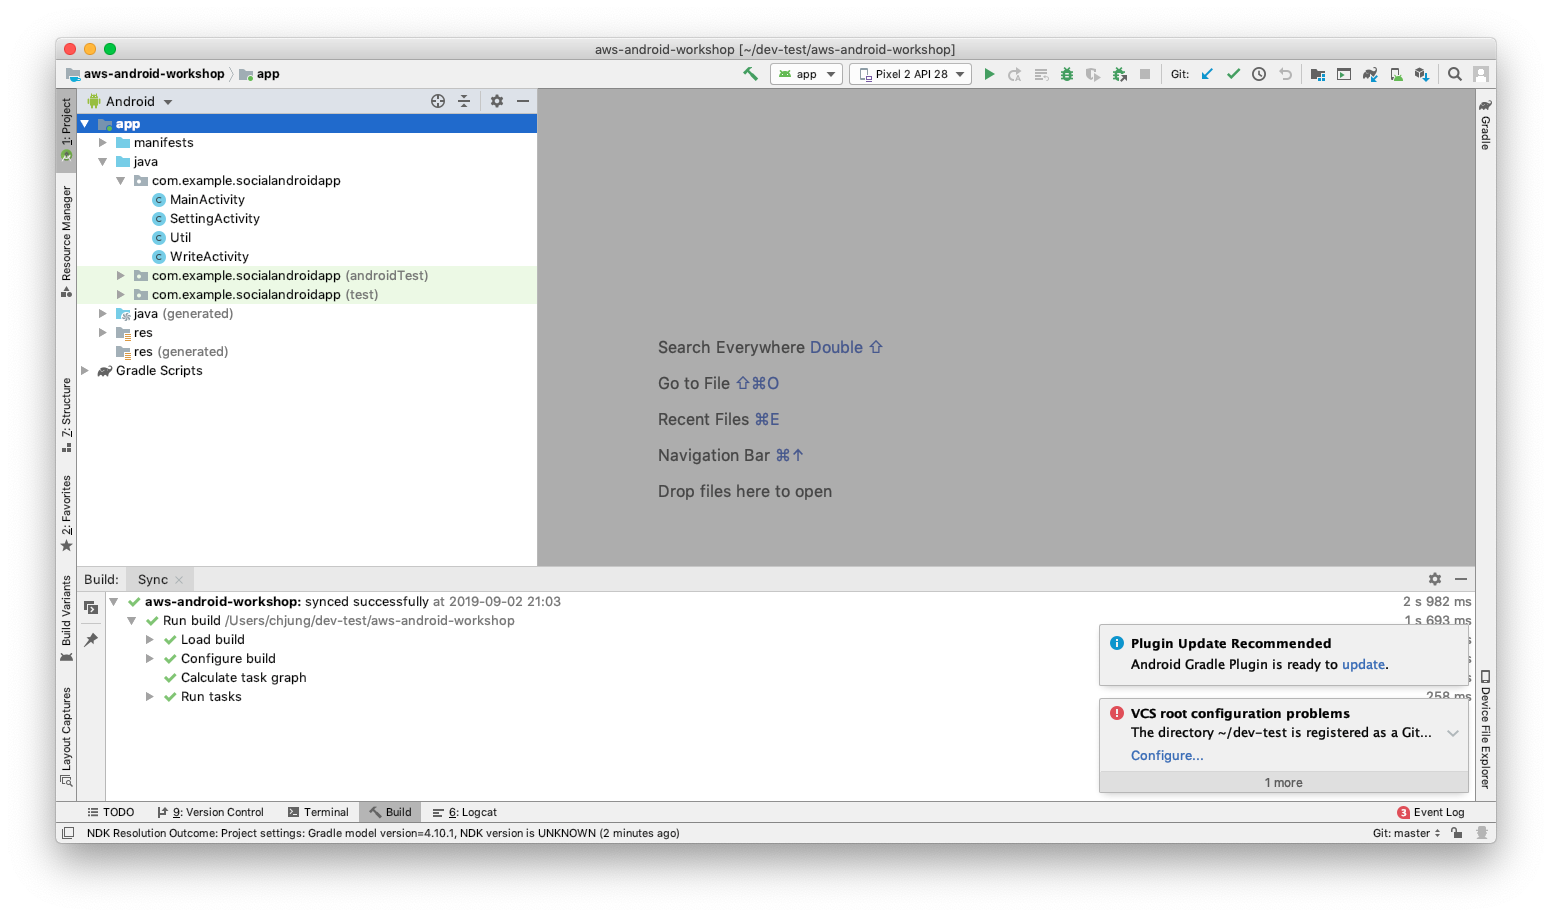 aws-android-workshop [~/dev-test/aws-android-workshop]
aws-android-workshop app
app
Pixel 2 API 28
Git:
1: Project
Resource Manager
7: Structure
2: Favorites
Build Variants
Layout Captures
Android
app
manifests
java
com.example.socialandroidapp
MainActivity
SettingActivity
Util
WriteActivity
com.example.socialandroidapp (androidTest)
com.example.socialandroidapp (test)
java (generated)
res
res (generated)
Gradle Scripts
Search Everywhere Double ⇧
Go to File ⇧⌘O
Recent Files ⌘E
Navigation Bar ⌘↑
Drop files here to open
Gradle
Device File Explorer
Build: Sync
aws-android-workshop: synced successfully at 2019-09-02 21:03 2 s 982 ms
Run build /Users/chjung/dev-test/aws-android-workshop 1 s 693 ms
Load build
Configure build
Calculate task graph
Run tasks 258 ms
Plugin Update Recommended
Android Gradle Plugin is ready to update.
VCS root configuration problems
The directory ~/dev-test is registered as a Git...
Configure...
1 more
TODO 9: Version Control Terminal Build 6: Logcat 3 Event Log
NDK Resolution Outcome: Project settings: Gradle model version=4.10.1, NDK version is UNKNOWN (2 minutes ago) Git: master